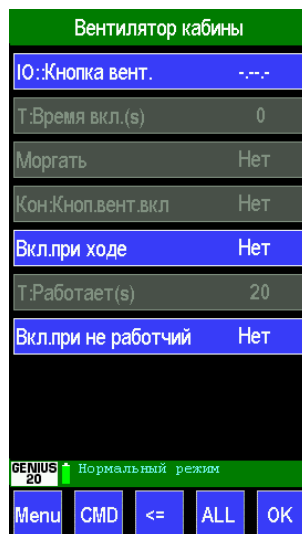 Вентилятор кабины
IO::Кнопка вент. -.--.-
T:Время вкл.(s) 0
Моргать Нет
Кон:Кноп.вент.вкл Нет
Вкл.при ходе Нет
T:Работает(s) 20
Вкл.при не работчий Нет
GENIUS 20 Нормальный режим
Menu CMD <= ALL OK